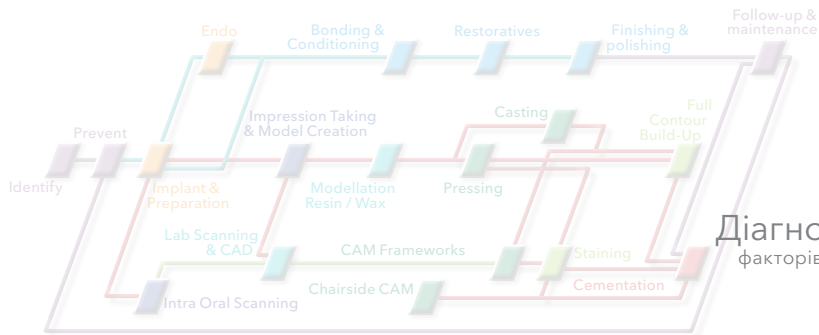 Follow-up &
maintenance
Endo
Bonding &
Conditioning
Restoratives
Finishing &
polishing
Impression Taking
& Model Creation
Casting
Full
Contour
Build-Up
Prevent
Identify
Implant &
Preparation
Modellation
Resin / Wax
Pressing
Lab Scanning
& CAD
CAM Frameworks
Staining
Chairside CAM
Cementation
Intra Oral Scanning
Діагно
факторів